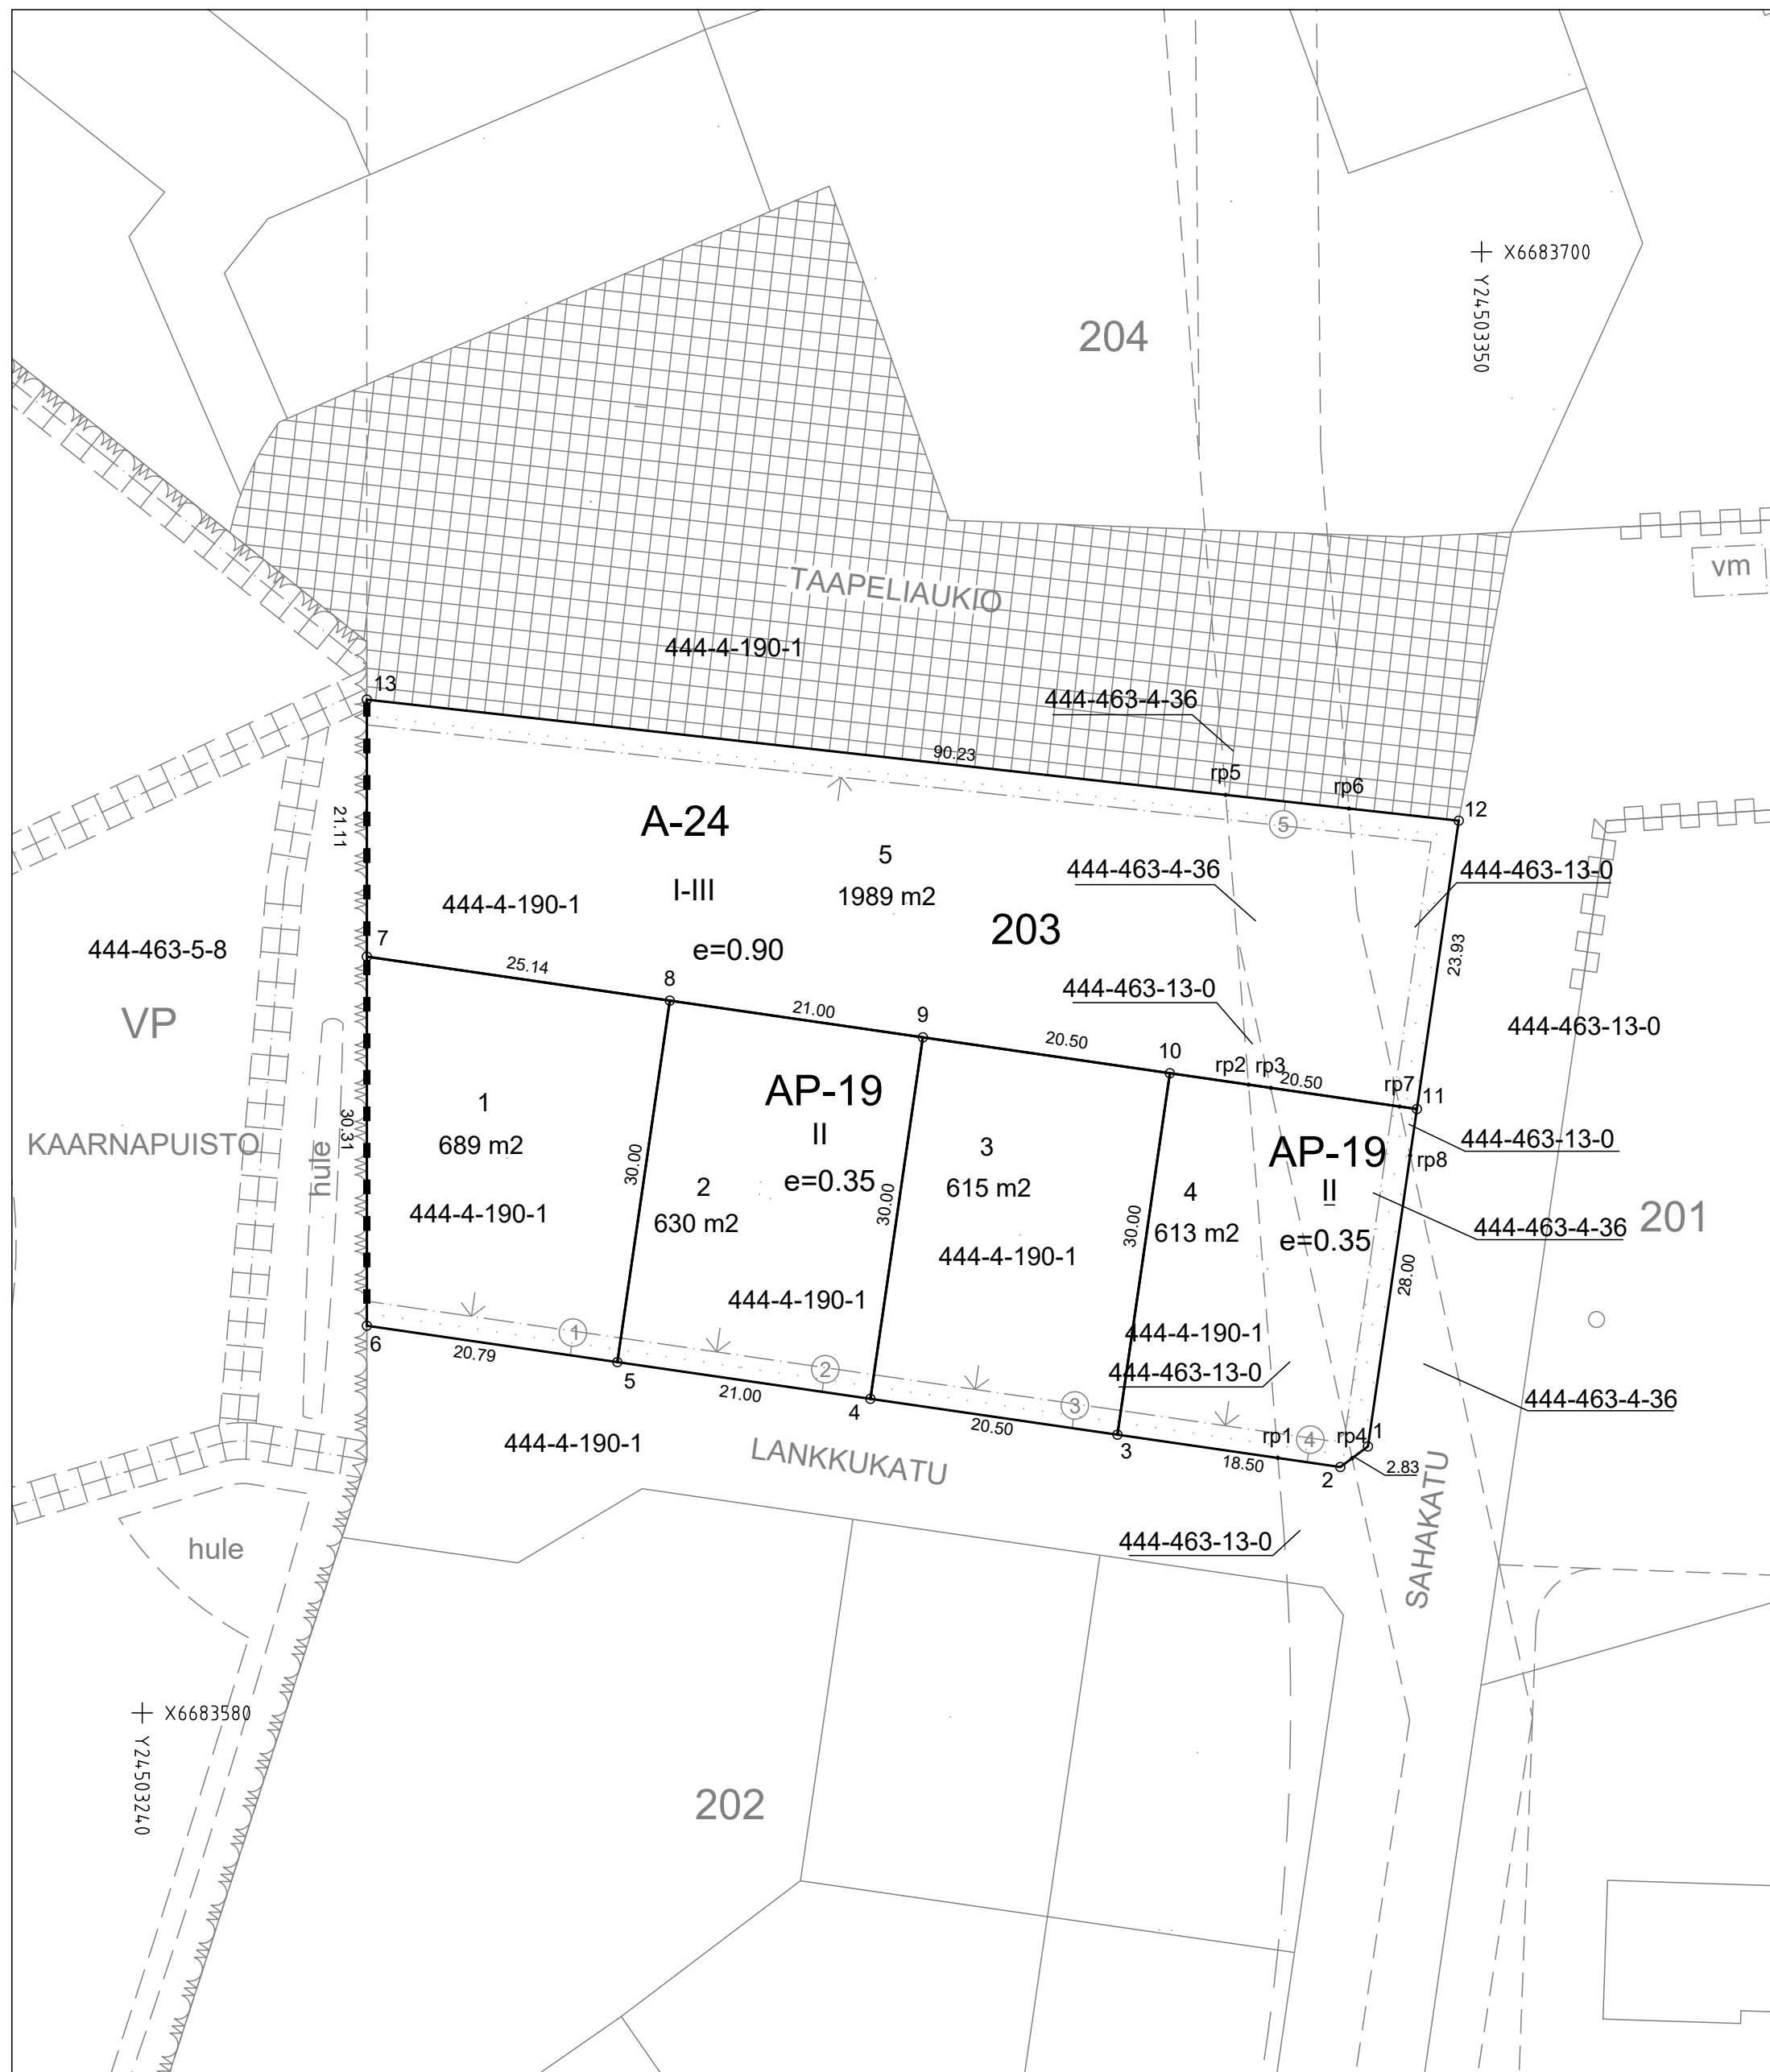 X6683700
Y24503350
204
vm
TAAPELIAUKIO
444-4-190-1
13
444-463-4-36
90.23
rp5
rp6
12
21.11
A-24
5
5
444-463-4-36
444-463-13-0
I-III
1989 m2
444-4-190-1
203
444-463-5-8
7
e=0.90
23.93
25.14
8
444-463-13-0
VP
21.00
9
444-463-13-0
20.50
10
rp2
rp3
20.50
rp7
11
1
689 m2
30.31
KAARNAPUISTO
hule
AP-19
II
e=0.35
3
615 m2
AP-19
II
e=0.35
444-463-13-0
rp8
30.00
2
630 m2
30.00
4
613 m2
30.00
444-4-190-1
444-463-4-36
201
444-4-190-1
28.00
444-4-190-1
444-4-190-1
6
1
2
444-463-13-0
444-463-4-36
20.79
5
21.00
4
3
20.50
3
rp1
4
rp4
1
18.50
2
2.83
444-4-190-1
LANKKUKATU
SAHAKATU
hule
444-463-13-0
X6683580
Y24503240
202